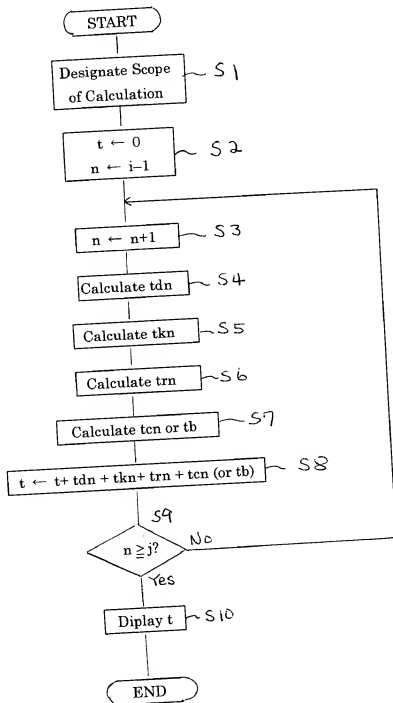 START
Designate Scope
of Calculation
S1
t ← 0
n ← i–1
S2
n ← n+1
S3
Calculate tdn
S4
Calculate tkn
S5
Calculate trn
S6
Calculate tcn or tb
S7
t ← t+ tdn + tkn+ trn + tcn (or tb)
S8
S9
n ≧ j?
No
Yes
Diplay t
S10
END